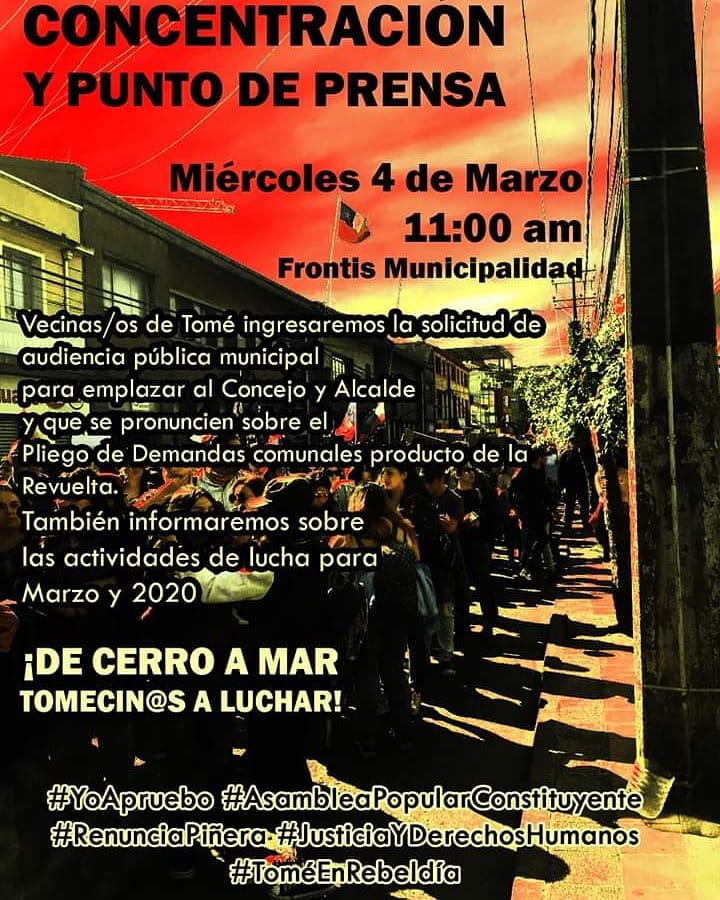 CONCENTRACIÓN
Y PUNTO DE PRENSA
Miércoles 4 de Marzo
11:00 am
Frontis Municipalidad
Vecinas/os de Tomé ingresaremos la solicitud de
audiencia pública municipal
para emplazar al Concejo y Alcalde
y que se pronuncien sobre el
Pliego de Demandas comunales producto de la
Revuelta.
También informaremos sobre
las actividades de lucha para
Marzo y 2020
¡DE CERRO A MAR
TOMECIN@S A LUCHAR!
#YoApruebo #AsambleaPopularConstituyente
#RenunciaPiñera #JusticiaYDerechosHumanos
#ToméEnRebeldía